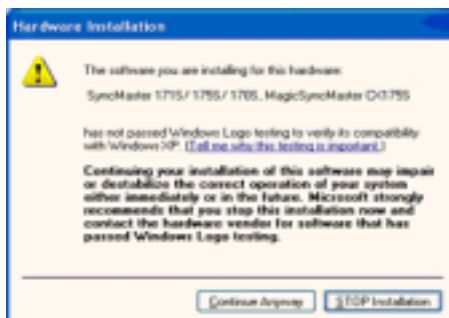 Hardware Installation
The software you are installing for this hardware:
SyncMaster 171S/ 175S/ 170S, MagicSyncMaster CX175S
has not passed Windows Logo testing to verify its compatibility
with Windows XP. (Tell me why this testing is important.)
Continuing your installation of this software may impair
or destabilize the correct operation of your system
either immediately or in the future. Microsoft strongly
recommends that you stop this installation now and
contact the hardware vendor for software that has
passed Windows Logo testing.
Continue Anyway
STOP Installation